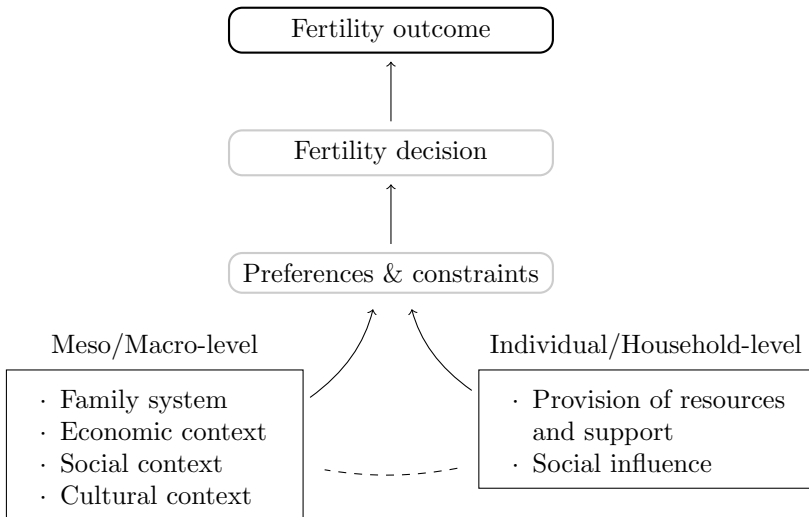 Fertility outcome
Fertility decision
Preferences & constraints
Meso/Macro-level
· Family system
· Economic context
· Social context
· Cultural context
Individual/Household-level
· Provision of resources
and support
· Social influence